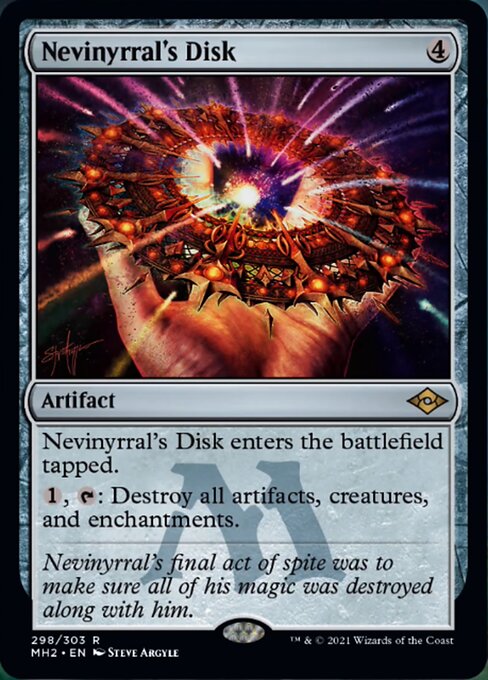 Nevinyrral's Disk 4
Artifact
Nevinyrral's Disk enters the battlefield
tapped.
1, : Destroy all artifacts, creatures,
and enchantments.
Nevinyrral's final act of spite was to
make sure all of his magic was destroyed
along with him.
298/303 R
MH2 • EN STEVE ARGYLE
™ & © 2021 Wizards of the Coast